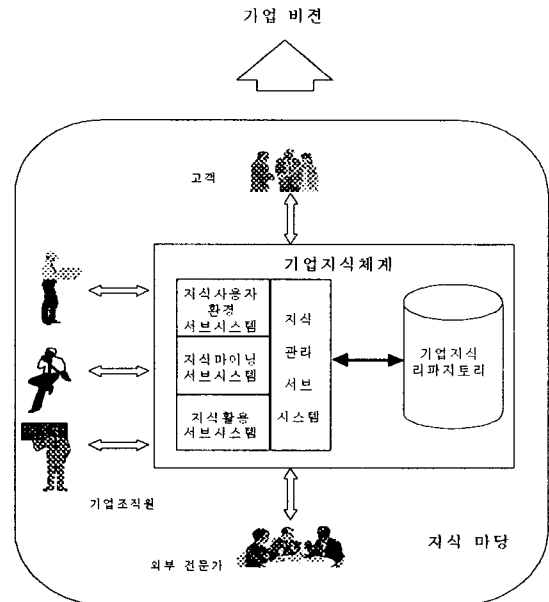 기업 비젼
고객
기업지식체계
지식사용자
환경
서브시스템
지식마이닝
서브시스템
지식활용
서브시스템
지식
관리
서브
시스템
기업지식
리파지토리
기업조직원
외부 전문가
지식 마당